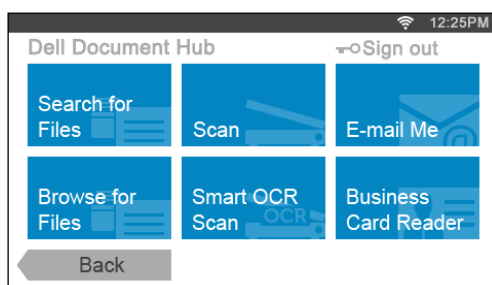 12:25PM
Dell Document Hub
Sign out
Search for
Files
Scan
E-mail Me
@
Browse for
Files
Smart OCR
Scan
OCR
Business
Card Reader
Back